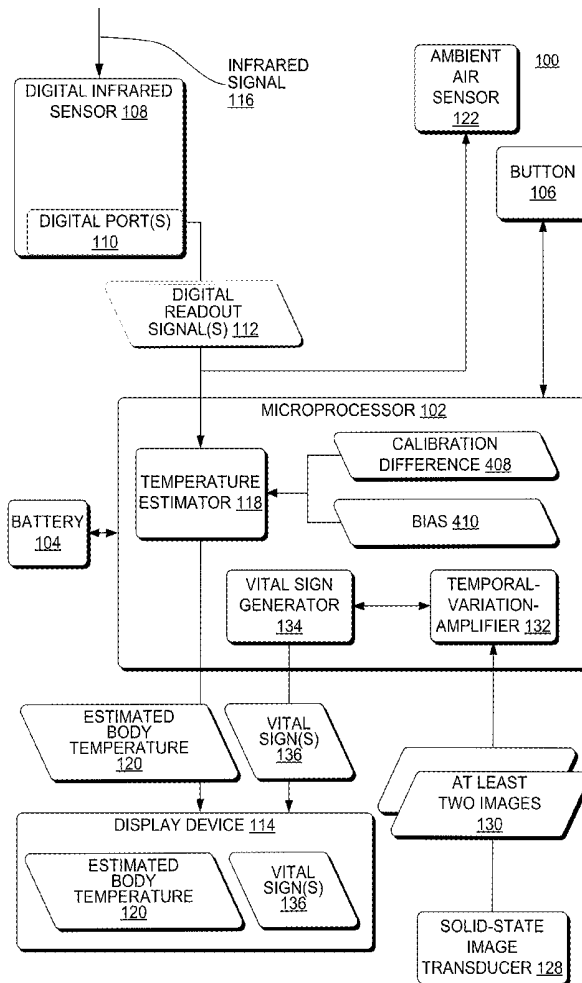 INFRARED
SIGNAL
116
DIGITAL INFRARED
SENSOR 108
DIGITAL PORT(S)
110
AMBIENT
AIR
SENSOR
122
100
BUTTON
106
DIGITAL
READOUT
SIGNAL(S) 112
MICROPROCESSOR 102
TEMPERATURE
ESTIMATOR 118
CALIBRATION
DIFFERENCE 408
BIAS 410
BATTERY
104
VITAL SIGN
GENERATOR
134
TEMPORAL-
VARIATION-
AMPLIFIER 132
ESTIMATED
BODY
TEMPERATURE
120
VITAL
SIGN(S)
136
AT LEAST
TWO IMAGES
130
DISPLAY DEVICE 114
ESTIMATED
BODY
TEMPERATURE
120
VITAL
SIGN(S)
136
SOLID-STATE
IMAGE
TRANSDUCER 128